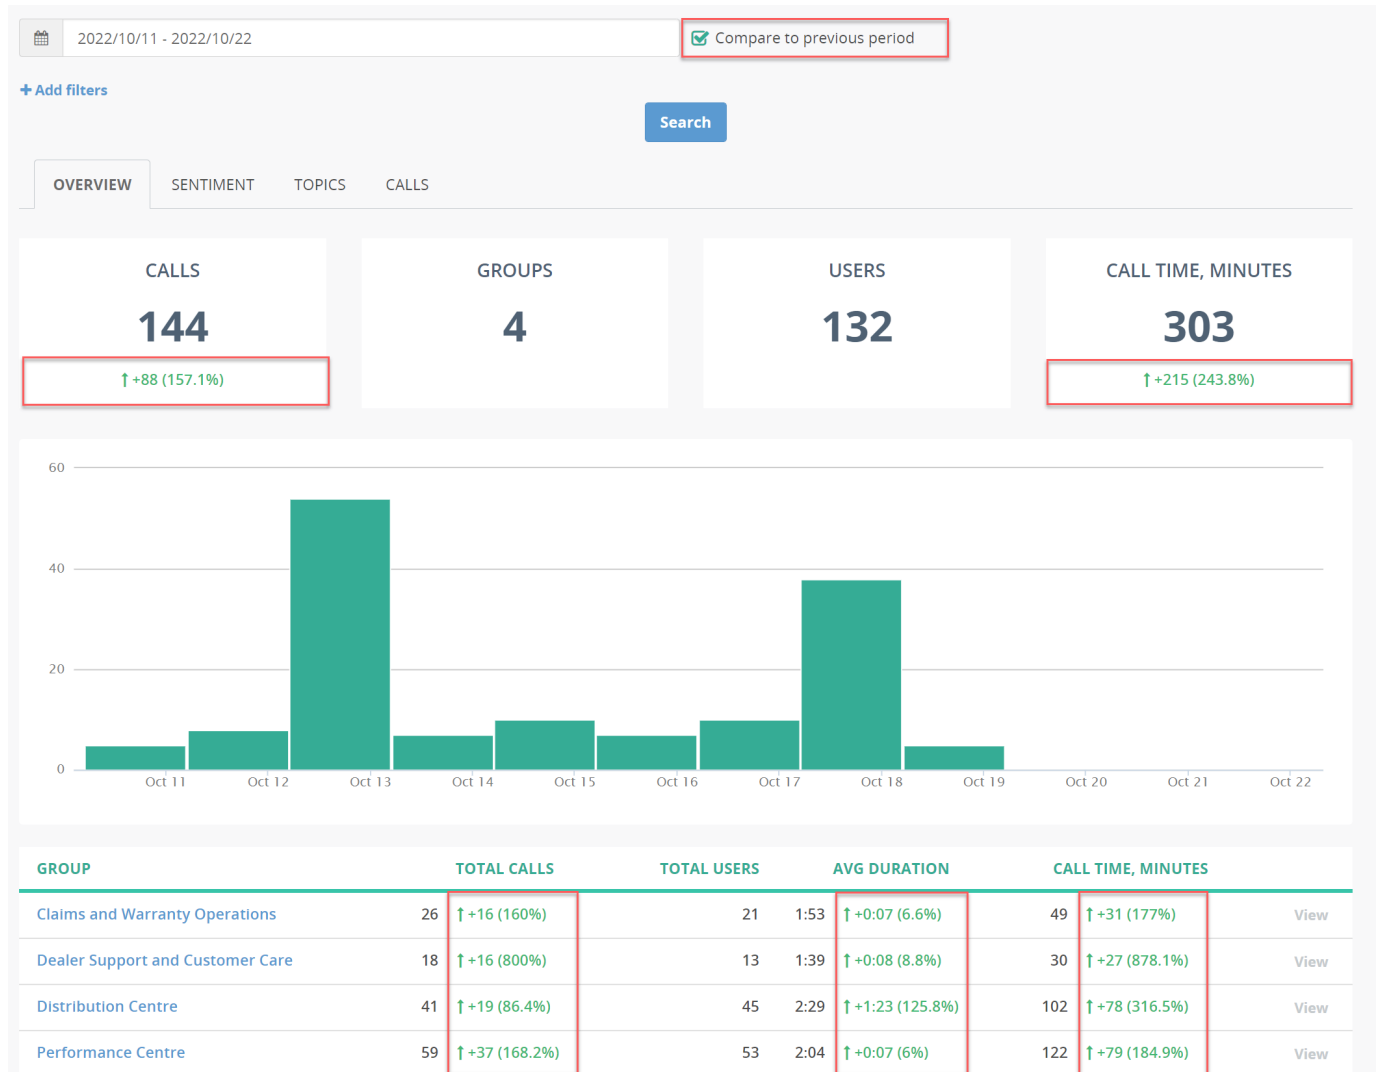 2022/10/11 - 2022/10/22 Compare to previous period
Add filters
Search
OVERVIEW SENTIMENT TOPICS CALLS
CALLS GROUPS USERS CALL TIME, MINUTES
144 4 132 303
↑ +88 (157.1%) ↑ +215 (243.8%)
60
40
20
0
Oct 11 Oct 12 Oct 13 Oct 14 Oct 15 Oct 16 Oct 17 Oct 18 Oct 19 Oct 20 Oct 21 Oct 22
GROUP TOTAL CALLS TOTAL USERS AVG DURATION CALL TIME, MINUTES
Claims and Warranty Operations 26 ↑ +16 (160%) 21 1:53 ↑ +0:07 (6.6%) 49 ↑ +31 (177%) View
Dealer Support and Customer Care 18 ↑ +16 (800%) 13 1:39 ↑ +0:08 (8.8%) 30 ↑ +27 (878.1%) View
Distribution Centre 41 ↑ +19 (86.4%) 45 2:29 ↑ +1:23 (125.8%) 102 ↑ +78 (316.5%) View
Performance Centre 59 ↑ +37 (168.2%) 53 2:04 ↑ +0:07 (6%) 122 ↑ +79 (184.9%) View